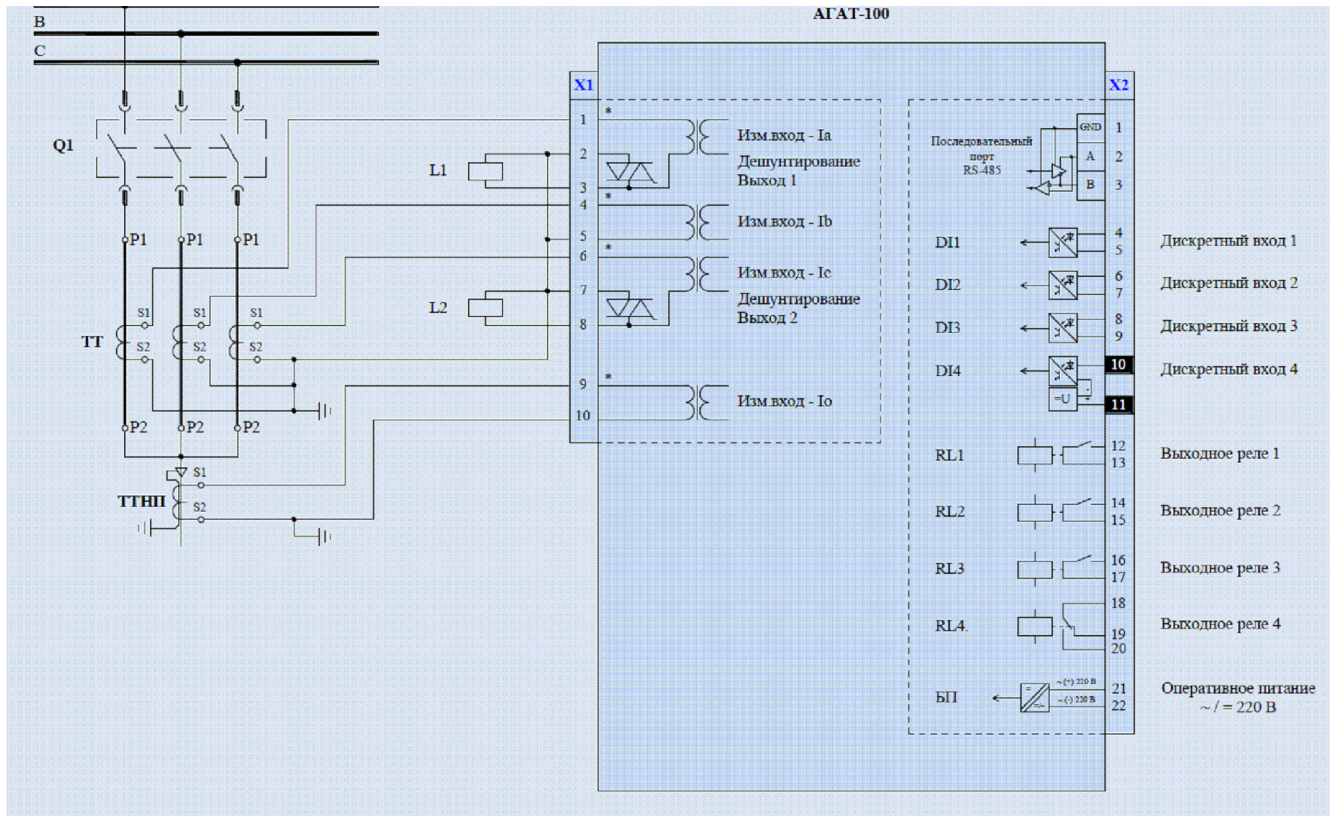 АГАТ-100
B
C
X1
X2
Q1
1
*
Изм.вход - Ia
2
Дешунтирование
Выход 1
3
L1
*
4
Изм.вход - Ib
5
*
6
Изм.вход - Ic
7
Дешунтирование
Выход 2
8
L2
*
9
Изм.вход - Io
10
P1
P1
P1
S1
S1
S1
ТТ
S2
S2
S2
P2
P2
P2
S1
ТТНП
S2
Последовательный
порт
RS-485
GND
1
A
2
B
3
DI1
4
5
Дискретный вход 1
DI2
6
7
Дискретный вход 2
DI3
8
9
Дискретный вход 3
DI4
10
Дискретный вход 4
=U
-
+
11
RL1
12
13
Выходное реле 1
RL2
14
15
Выходное реле 2
RL3
16
17
Выходное реле 3
18
RL4.
19
20
Выходное реле 4
БП
=
=/~
~ (+) 220 В
21
~ (-) 220 В
22
Оперативное питание
~ / = 220 В